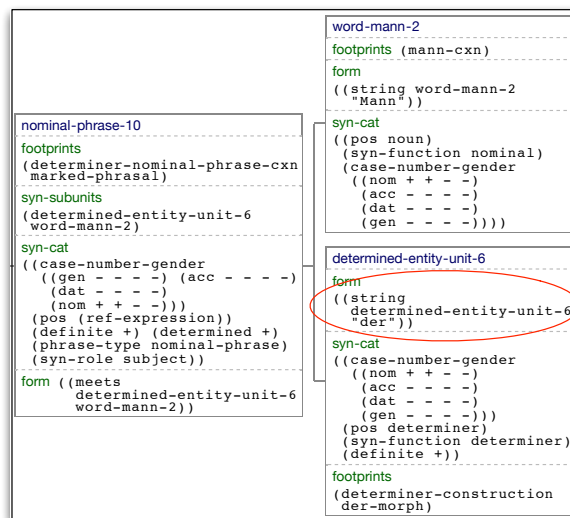 nominal-phrase-10
footprints
(determiner-nominal-phrase-cxn
marked-phrasal)
syn-subunits
(determined-entity-unit-6
word-mann-2)
syn-cat
((case-number-gender
((gen - - - -) (acc - - - -)
(dat - - - -)
(nom + + - -)))
(pos (ref-expression))
(definite +) (determined +)
(phrase-type nominal-phrase)
(syn-role subject))
form ((meets
determined-entity-unit-6
word-mann-2))
word-mann-2
footprints (mann-cxn)
form
((string word-mann-2
"Mann"))
syn-cat
((pos noun)
(syn-function nominal)
(case-number-gender
((nom + + - -)
(acc - - - -)
(dat - - - -)
(gen - - - -))))
determined-entity-unit-6
form
((string
determined-entity-unit-6
"der"))
syn-cat
((case-number-gender
((nom + + - -)
(acc - - - -)
(dat - - - -)
(gen - - - -)))
(pos determiner)
(syn-function determiner)
(definite +))
footprints
(determiner-construction
der-morph)